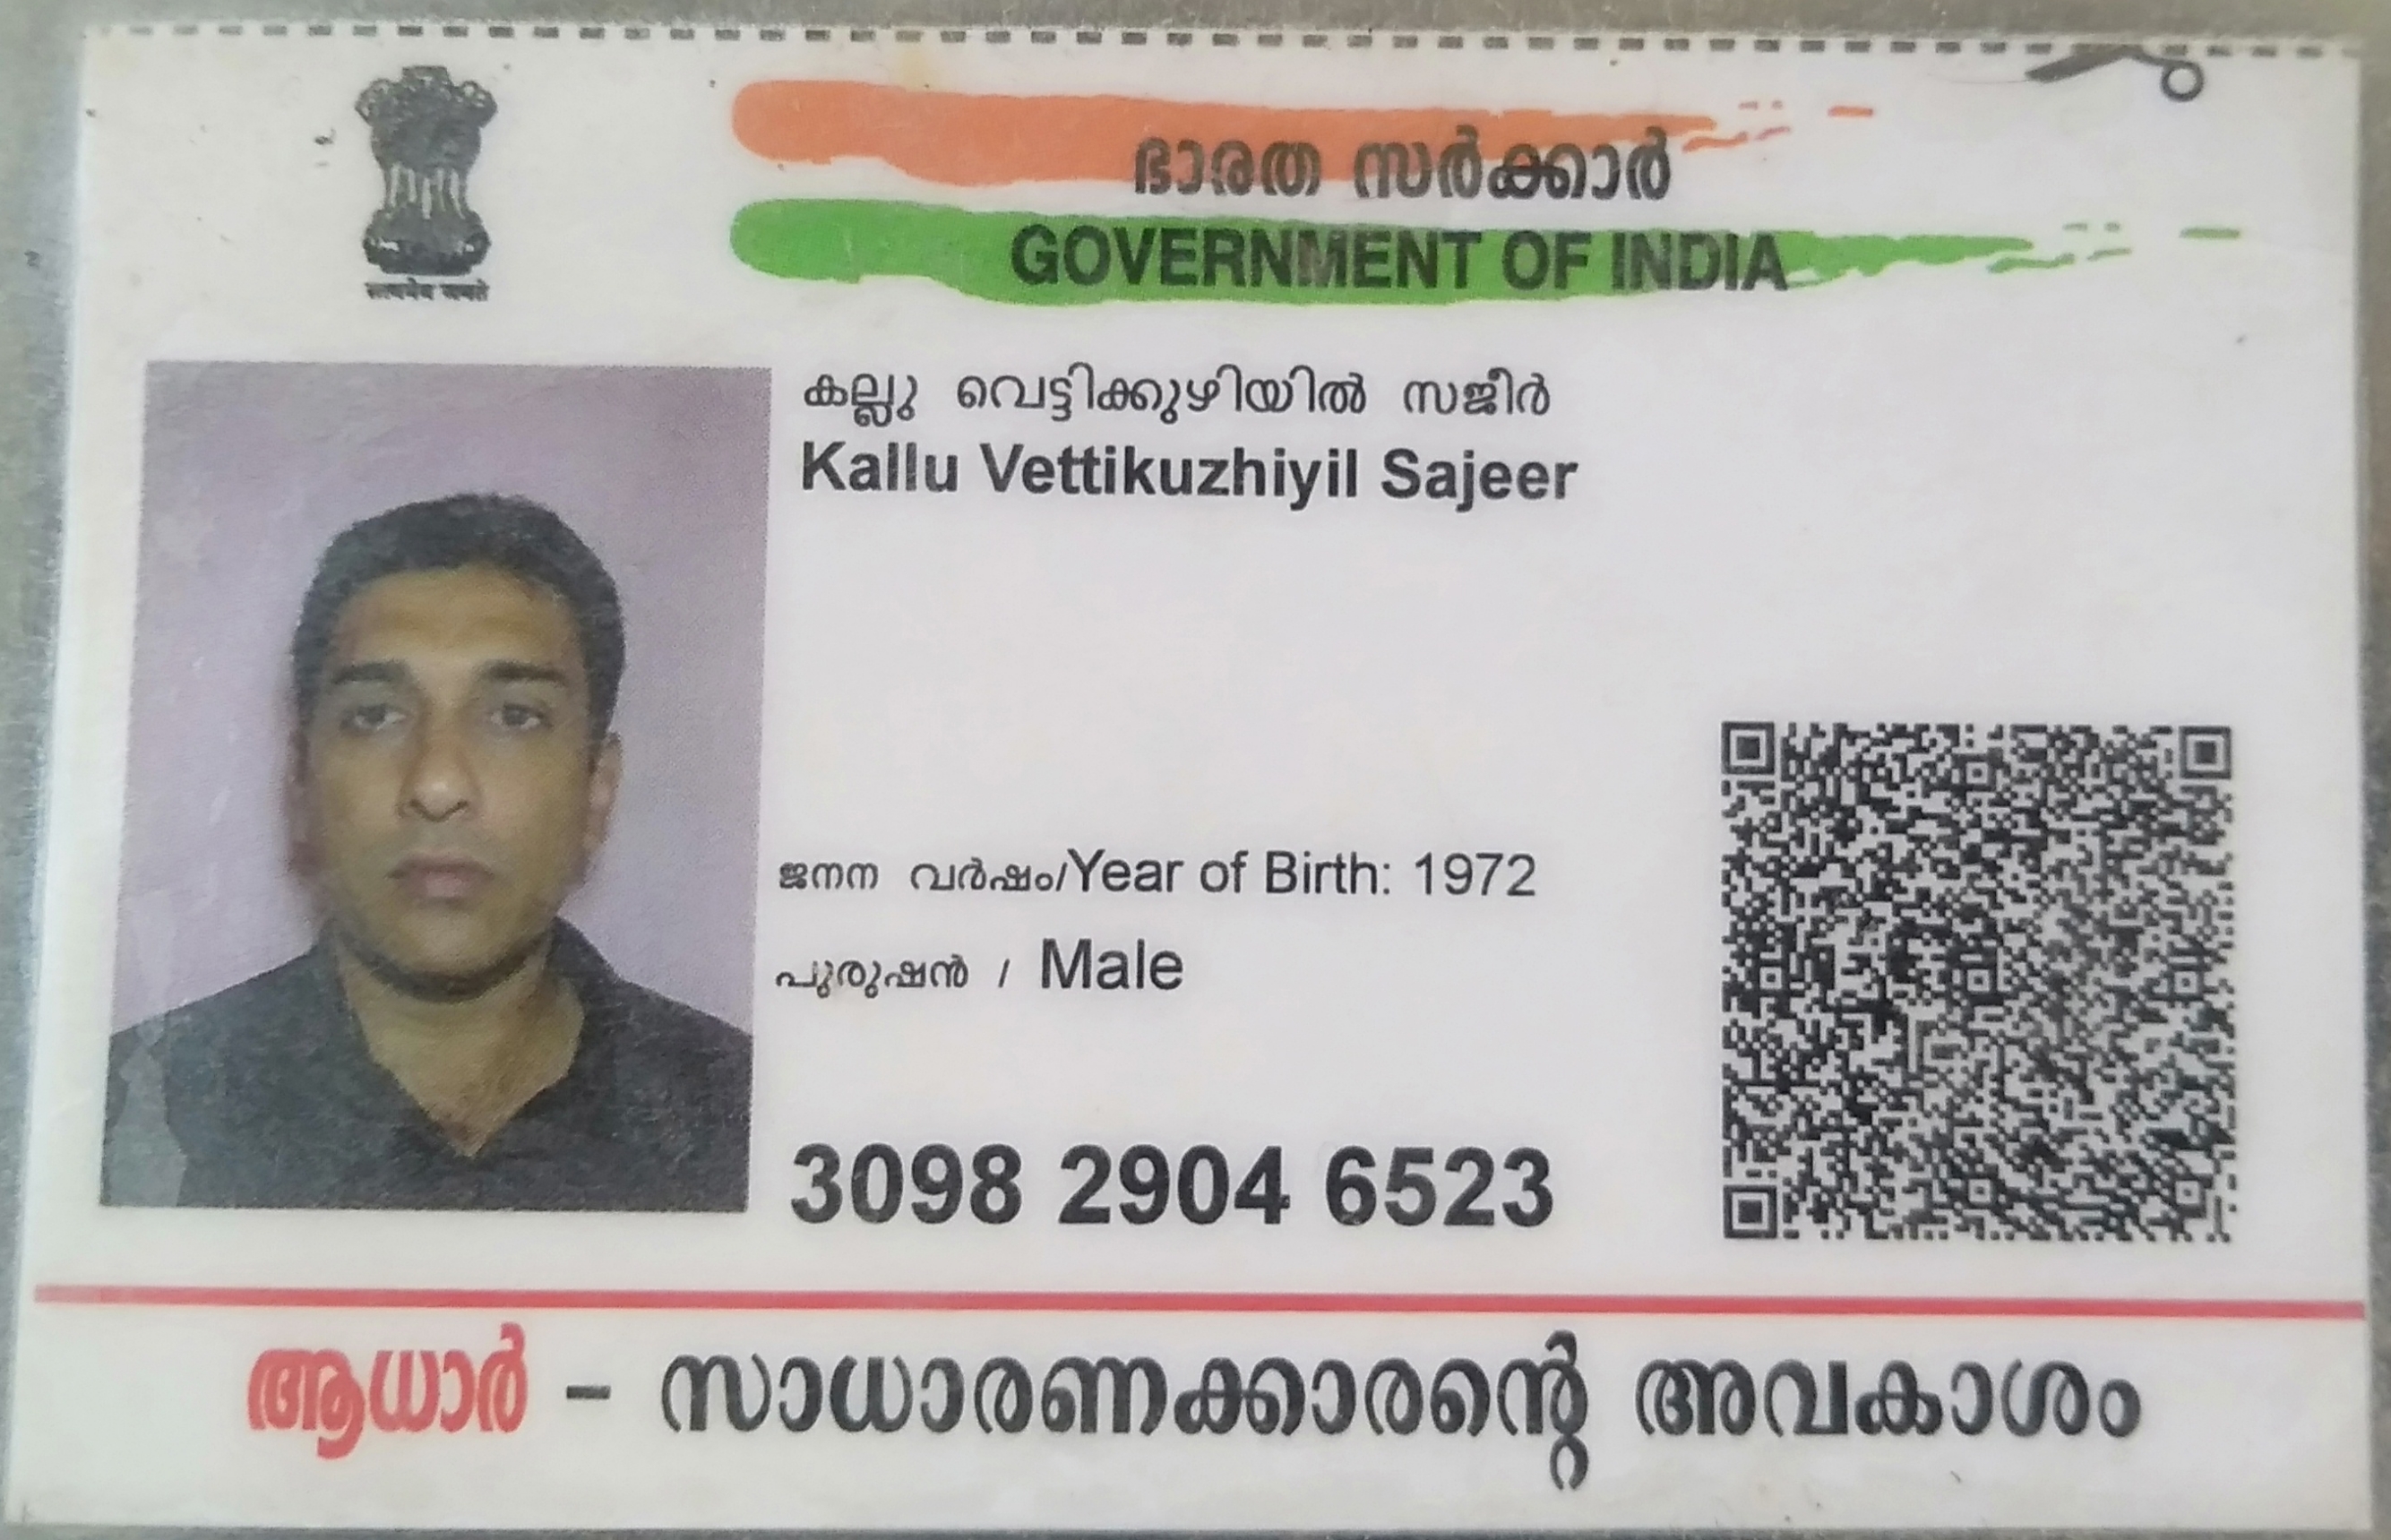 ഭാരത സർക്കാർ
GOVERNMENT OF INDIA
सत्यमेव जयते
കല്ലു വെട്ടിക്കുഴിയിൽ സജീർ
Kallu Vettikuzhiyil Sajeer
ജനന വർഷം/Year of Birth: 1972
പുരുഷൻ / Male
3098 2904 6523
ആധാർ - സാധാരണക്കാരന്റെ അവകാശം